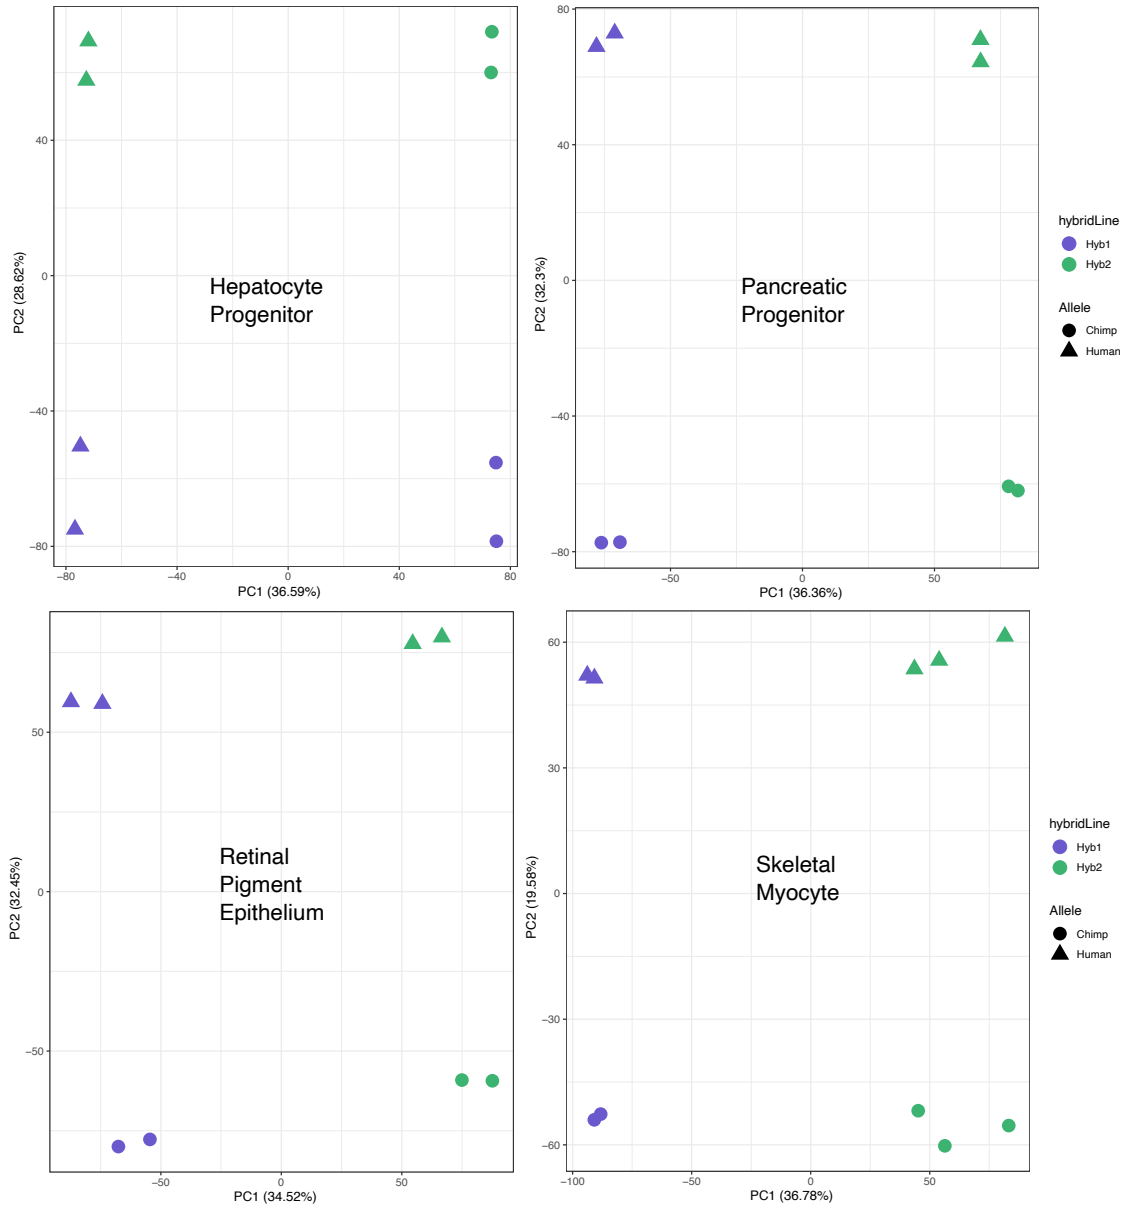 40
0
−40
−80
−80
−40
0
40
80
PC1 (36.59%)
PC2 (28.62%)
Hepatocyte
Progenitor
80
40
0
−40
−80
−50
0
50
PC1 (36.36%)
PC2 (32.3%)
Pancreatic
Progenitor
hybridLine
Hyb1
Hyb2
Allele
Chimp
Human
50
0
−50
−50
0
50
PC1 (34.52%)
PC2 (32.45%)
Retinal
Pigment
Epithelium
60
30
0
−30
−60
−100
−50
0
50
PC1 (36.78%)
PC2 (19.58%)
Skeletal
Myocyte
hybridLine
Hyb1
Hyb2
Allele
Chimp
Human